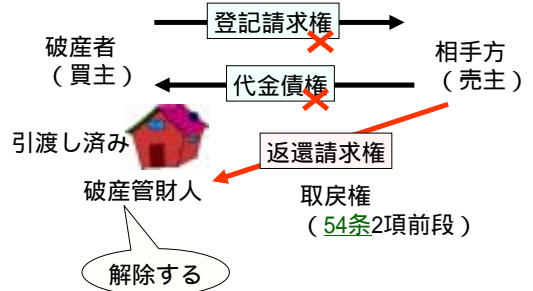 登記請求権
破産者
（買主）
相手方
（売主）
代金債権
引渡し済み
返還請求権
破産管財人
取戻権
（54条2項前段）
解除する